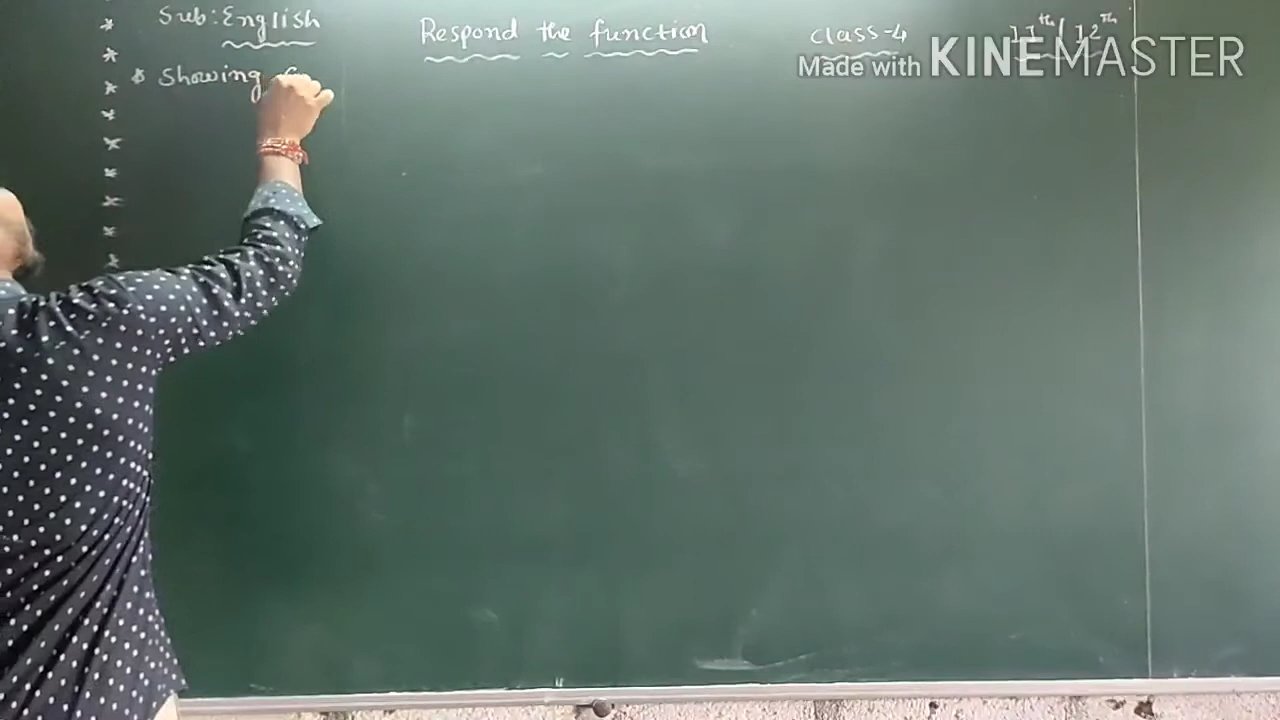 Sub: English Respond the function class-4 11th / 12th
Made with KINEMASTER
* Showing